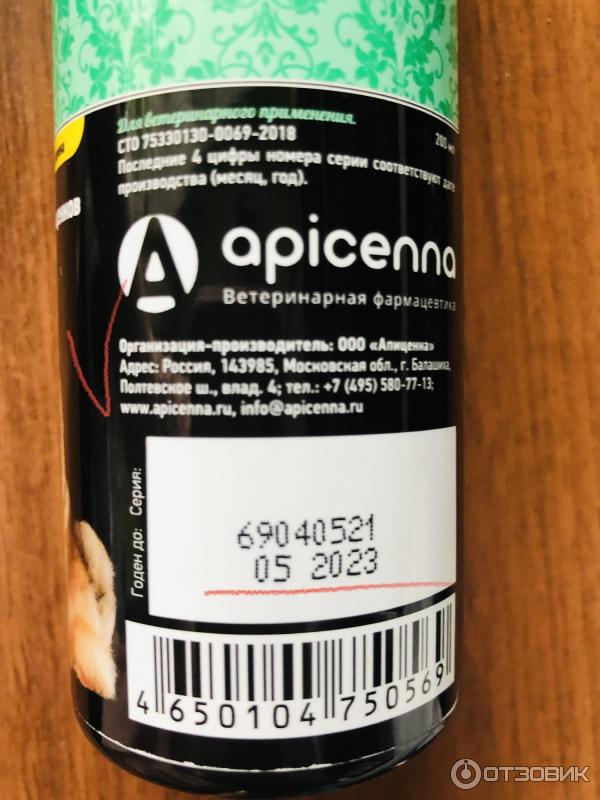 Для ветеринарного применения.
СТО 75330130-0069-2018
200 мл
Последние 4 цифры номера серии соответствуют дате
производства (месяц, год).
apicenna
Ветеринарная фармацевтика
Организация-производитель: ООО «Апиценна»
Адрес: Россия, 143985, Московская обл., г. Балашиха,
Полтевское ш., влад. 4; тел.: +7 (495) 580-77-13;
www.apicenna.ru, info@apicenna.ru
Годен до: Серия:
69040521
05 2023
4 650104 750569
ОТЗОВИК